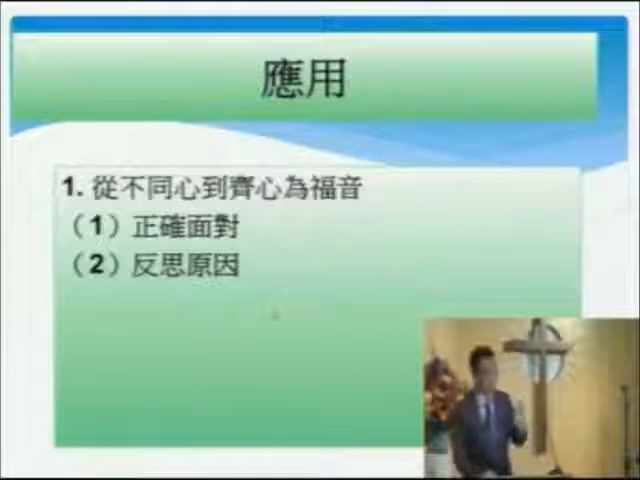 應用
1. 從不同心到齊心為福音
（1）正確面對
（2）反思原因